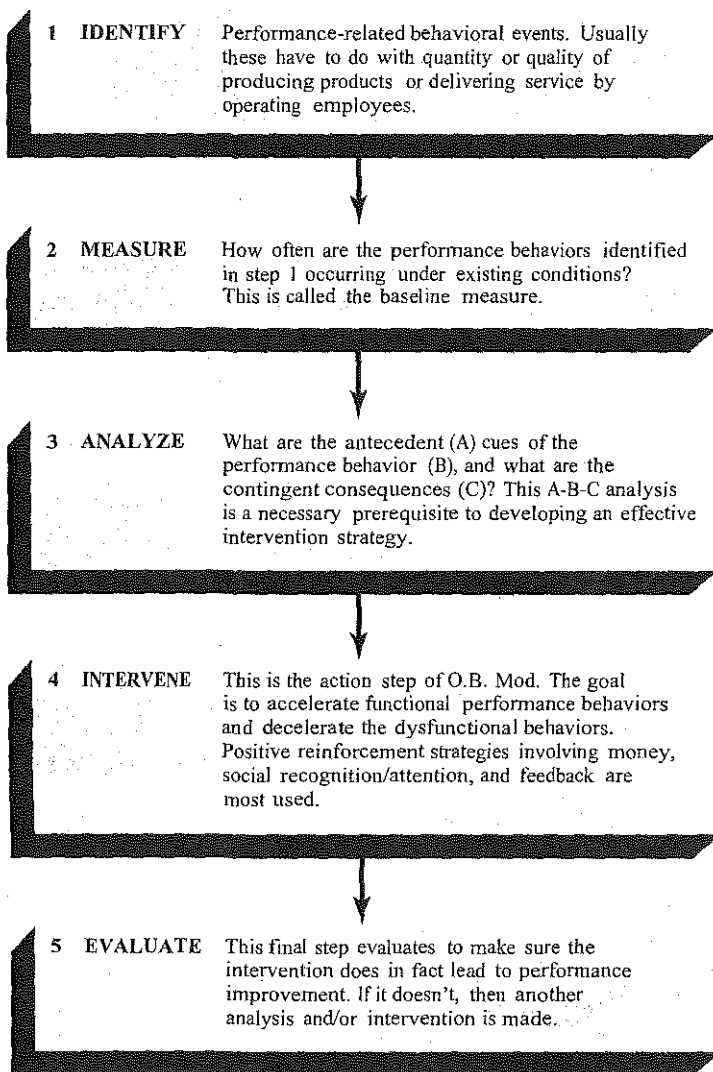 1 IDENTIFY Performance-related behavioral events. Usually
these have to do with quantity or quality of
producing products or delivering service by
operating employees.
2 MEASURE How often are the performance behaviors identified
in step 1 occurring under existing conditions?
This is called the baseline measure.
3 ANALYZE What are the antecedent (A) cues of the
performance behavior (B), and what are the
contingent consequences (C)? This A-B-C analysis
is a necessary prerequisite to developing an effective
intervention strategy.
4 INTERVENE This is the action step of O.B. Mod. The goal
is to accelerate functional performance behaviors
and decelerate the dysfunctional behaviors.
Positive reinforcement strategies involving money,
social recognition/attention, and feedback are
most used.
5 EVALUATE This final step evaluates to make sure the
intervention does in fact lead to performance
improvement. If it doesn't, then another
analysis and/or intervention is made.